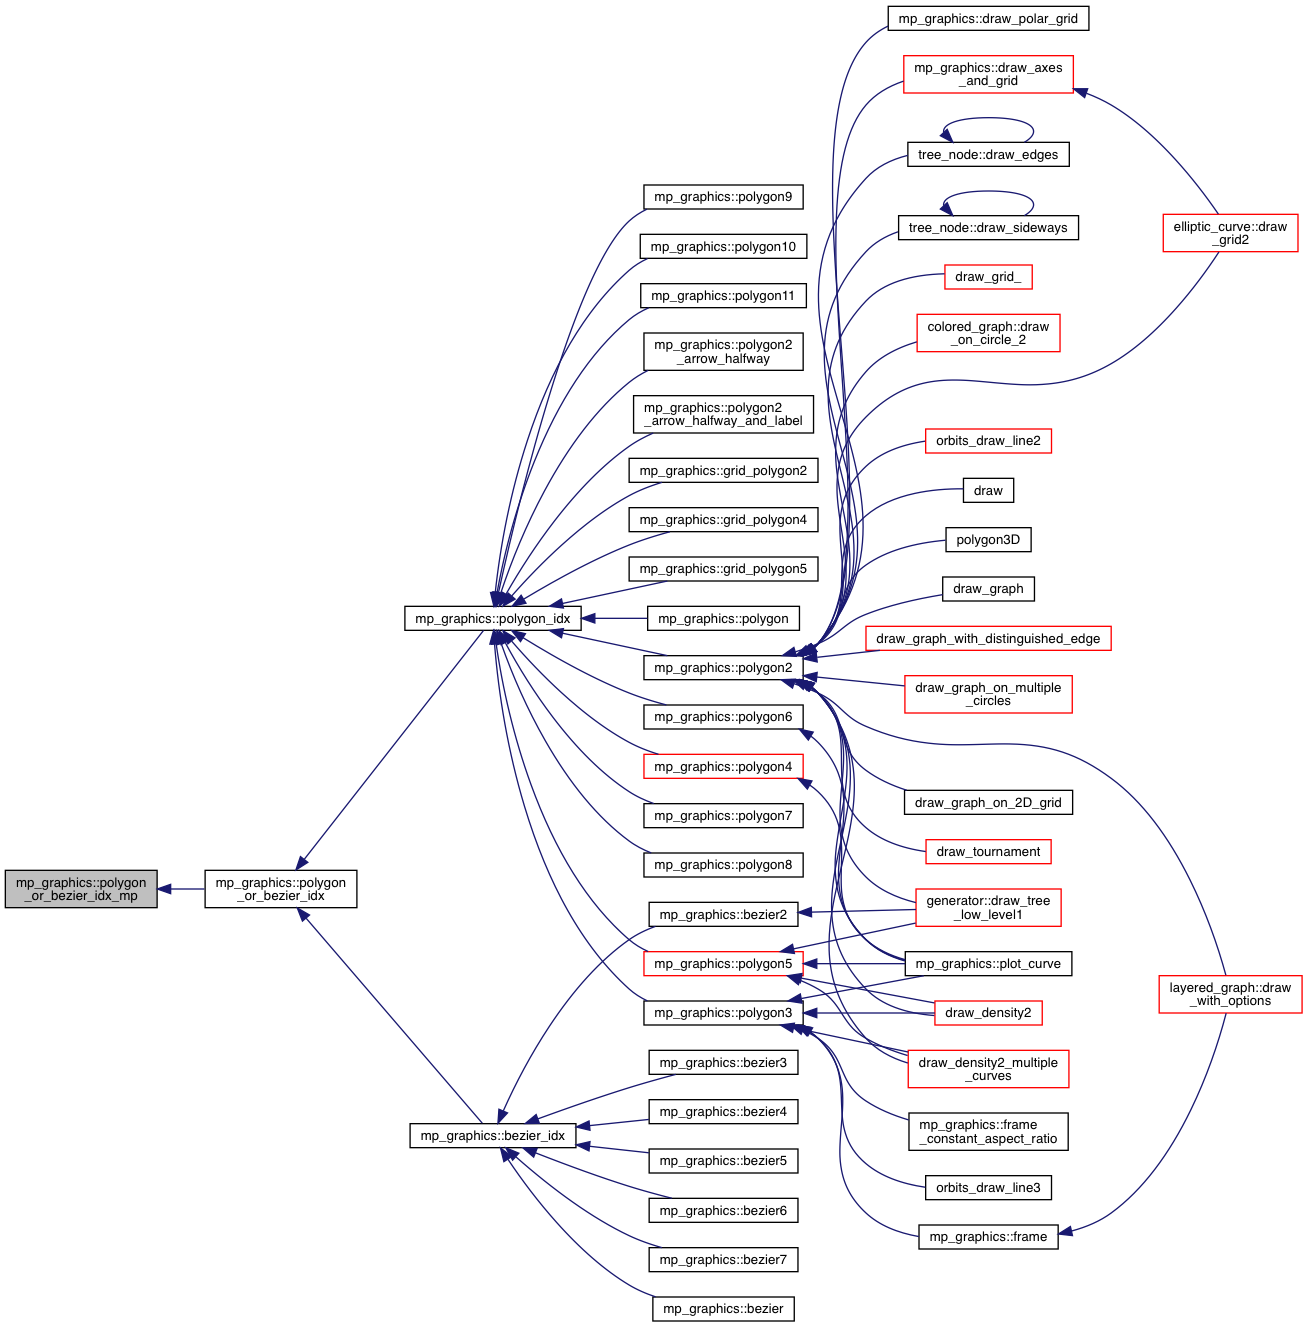 mp_graphics::polygon
_or_bezier_idx_mp
mp_graphics::polygon
_or_bezier_idx
mp_graphics::polygon_idx
mp_graphics::bezier_idx
mp_graphics::polygon9
mp_graphics::polygon10
mp_graphics::polygon11
mp_graphics::polygon2
_arrow_halfway
mp_graphics::polygon2
_arrow_halfway_and_label
mp_graphics::grid_polygon2
mp_graphics::grid_polygon4
mp_graphics::grid_polygon5
mp_graphics::polygon
mp_graphics::polygon2
mp_graphics::polygon6
mp_graphics::polygon4
mp_graphics::polygon7
mp_graphics::polygon8
mp_graphics::bezier2
mp_graphics::polygon5
mp_graphics::polygon3
mp_graphics::bezier3
mp_graphics::bezier4
mp_graphics::bezier5
mp_graphics::bezier6
mp_graphics::bezier7
mp_graphics::bezier
mp_graphics::draw_polar_grid
mp_graphics::draw_axes
_and_grid
tree_node::draw_edges
tree_node::draw_sideways
draw_grid_
colored_graph::draw
_on_circle_2
orbits_draw_line2
draw
polygon3D
draw_graph
draw_graph_with_distinguished_edge
draw_graph_on_multiple
_circles
draw_graph_on_2D_grid
draw_tournament
generator::draw_tree
_low_level1
mp_graphics::plot_curve
draw_density2
draw_density2_multiple
_curves
mp_graphics::frame
_constant_aspect_ratio
orbits_draw_line3
mp_graphics::frame
elliptic_curve::draw
_grid2
layered_graph::draw
_with_options